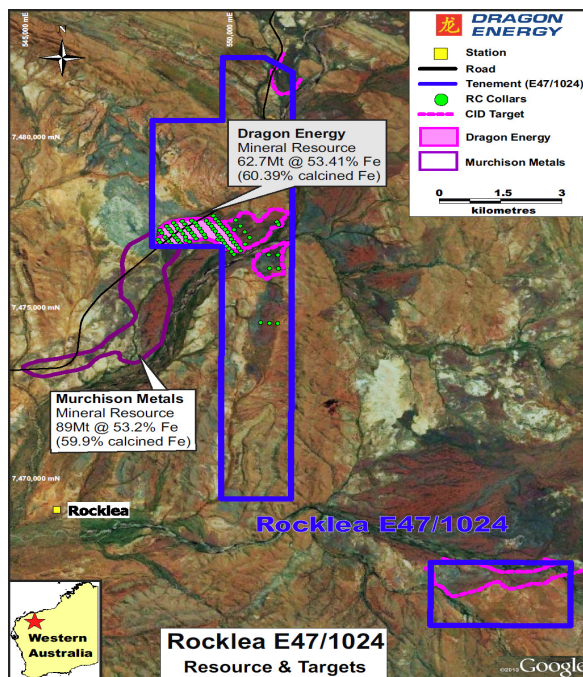 545,000 mE
550,000 mE
龙 DRAGON
ENERGY
Station
Road
Tenement (E47/1024)
RC Collars
CID Target
Dragon Energy
Murchison Metals
0 1.5 3
kilometres
N
7,480,000 mN
Dragon Energy
Mineral Resource
62.7Mt @ 53.41% Fe
(60.39% calcined Fe)
7,475,000 mN
Murchison Metals
Mineral Resource
89Mt @ 53.2% Fe
(59.9% calcined Fe)
7,470,000 mN
Rocklea
Rocklea E47/1024
Western
Australia
Rocklea E47/1024
Resource & Targets
©2010 Google